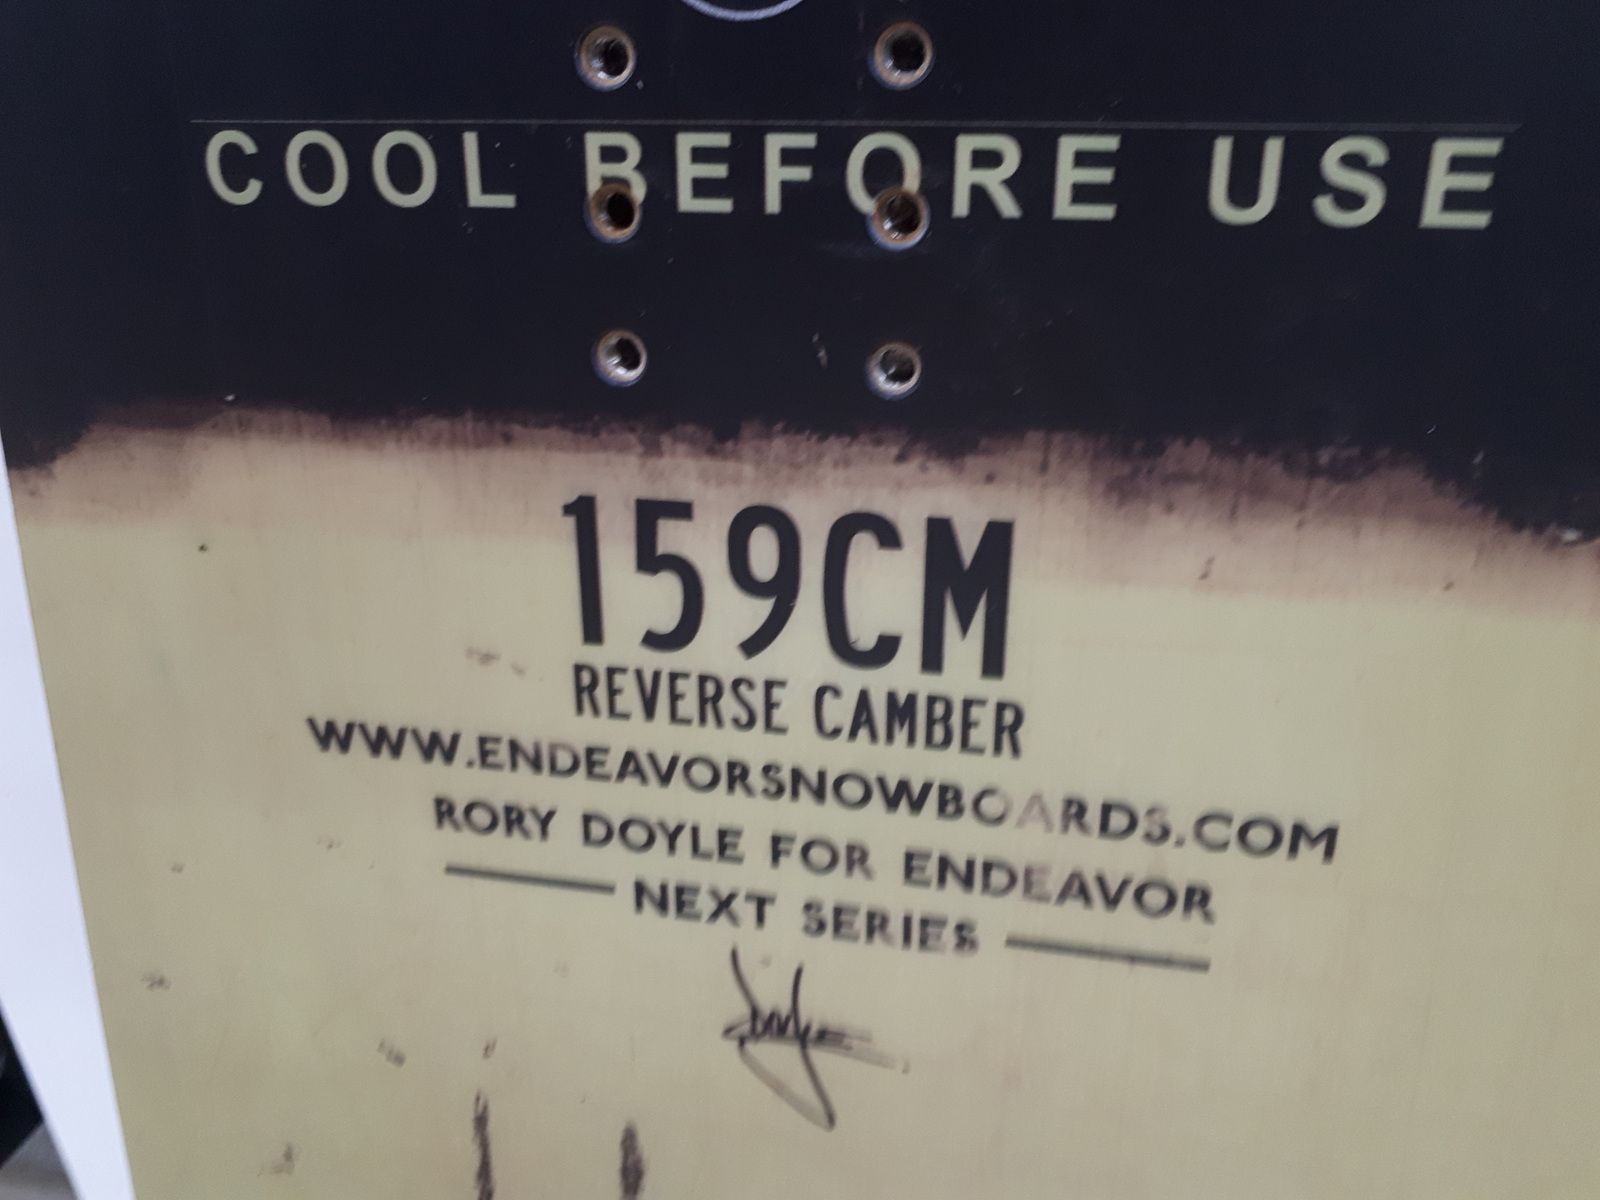 COOL BEFORE USE
159CM
REVERSE CAMBER
WWW.ENDEAVORSNOWBOARDS.COM
RORY DOYLE FOR ENDEAVOR
NEXT SERIES